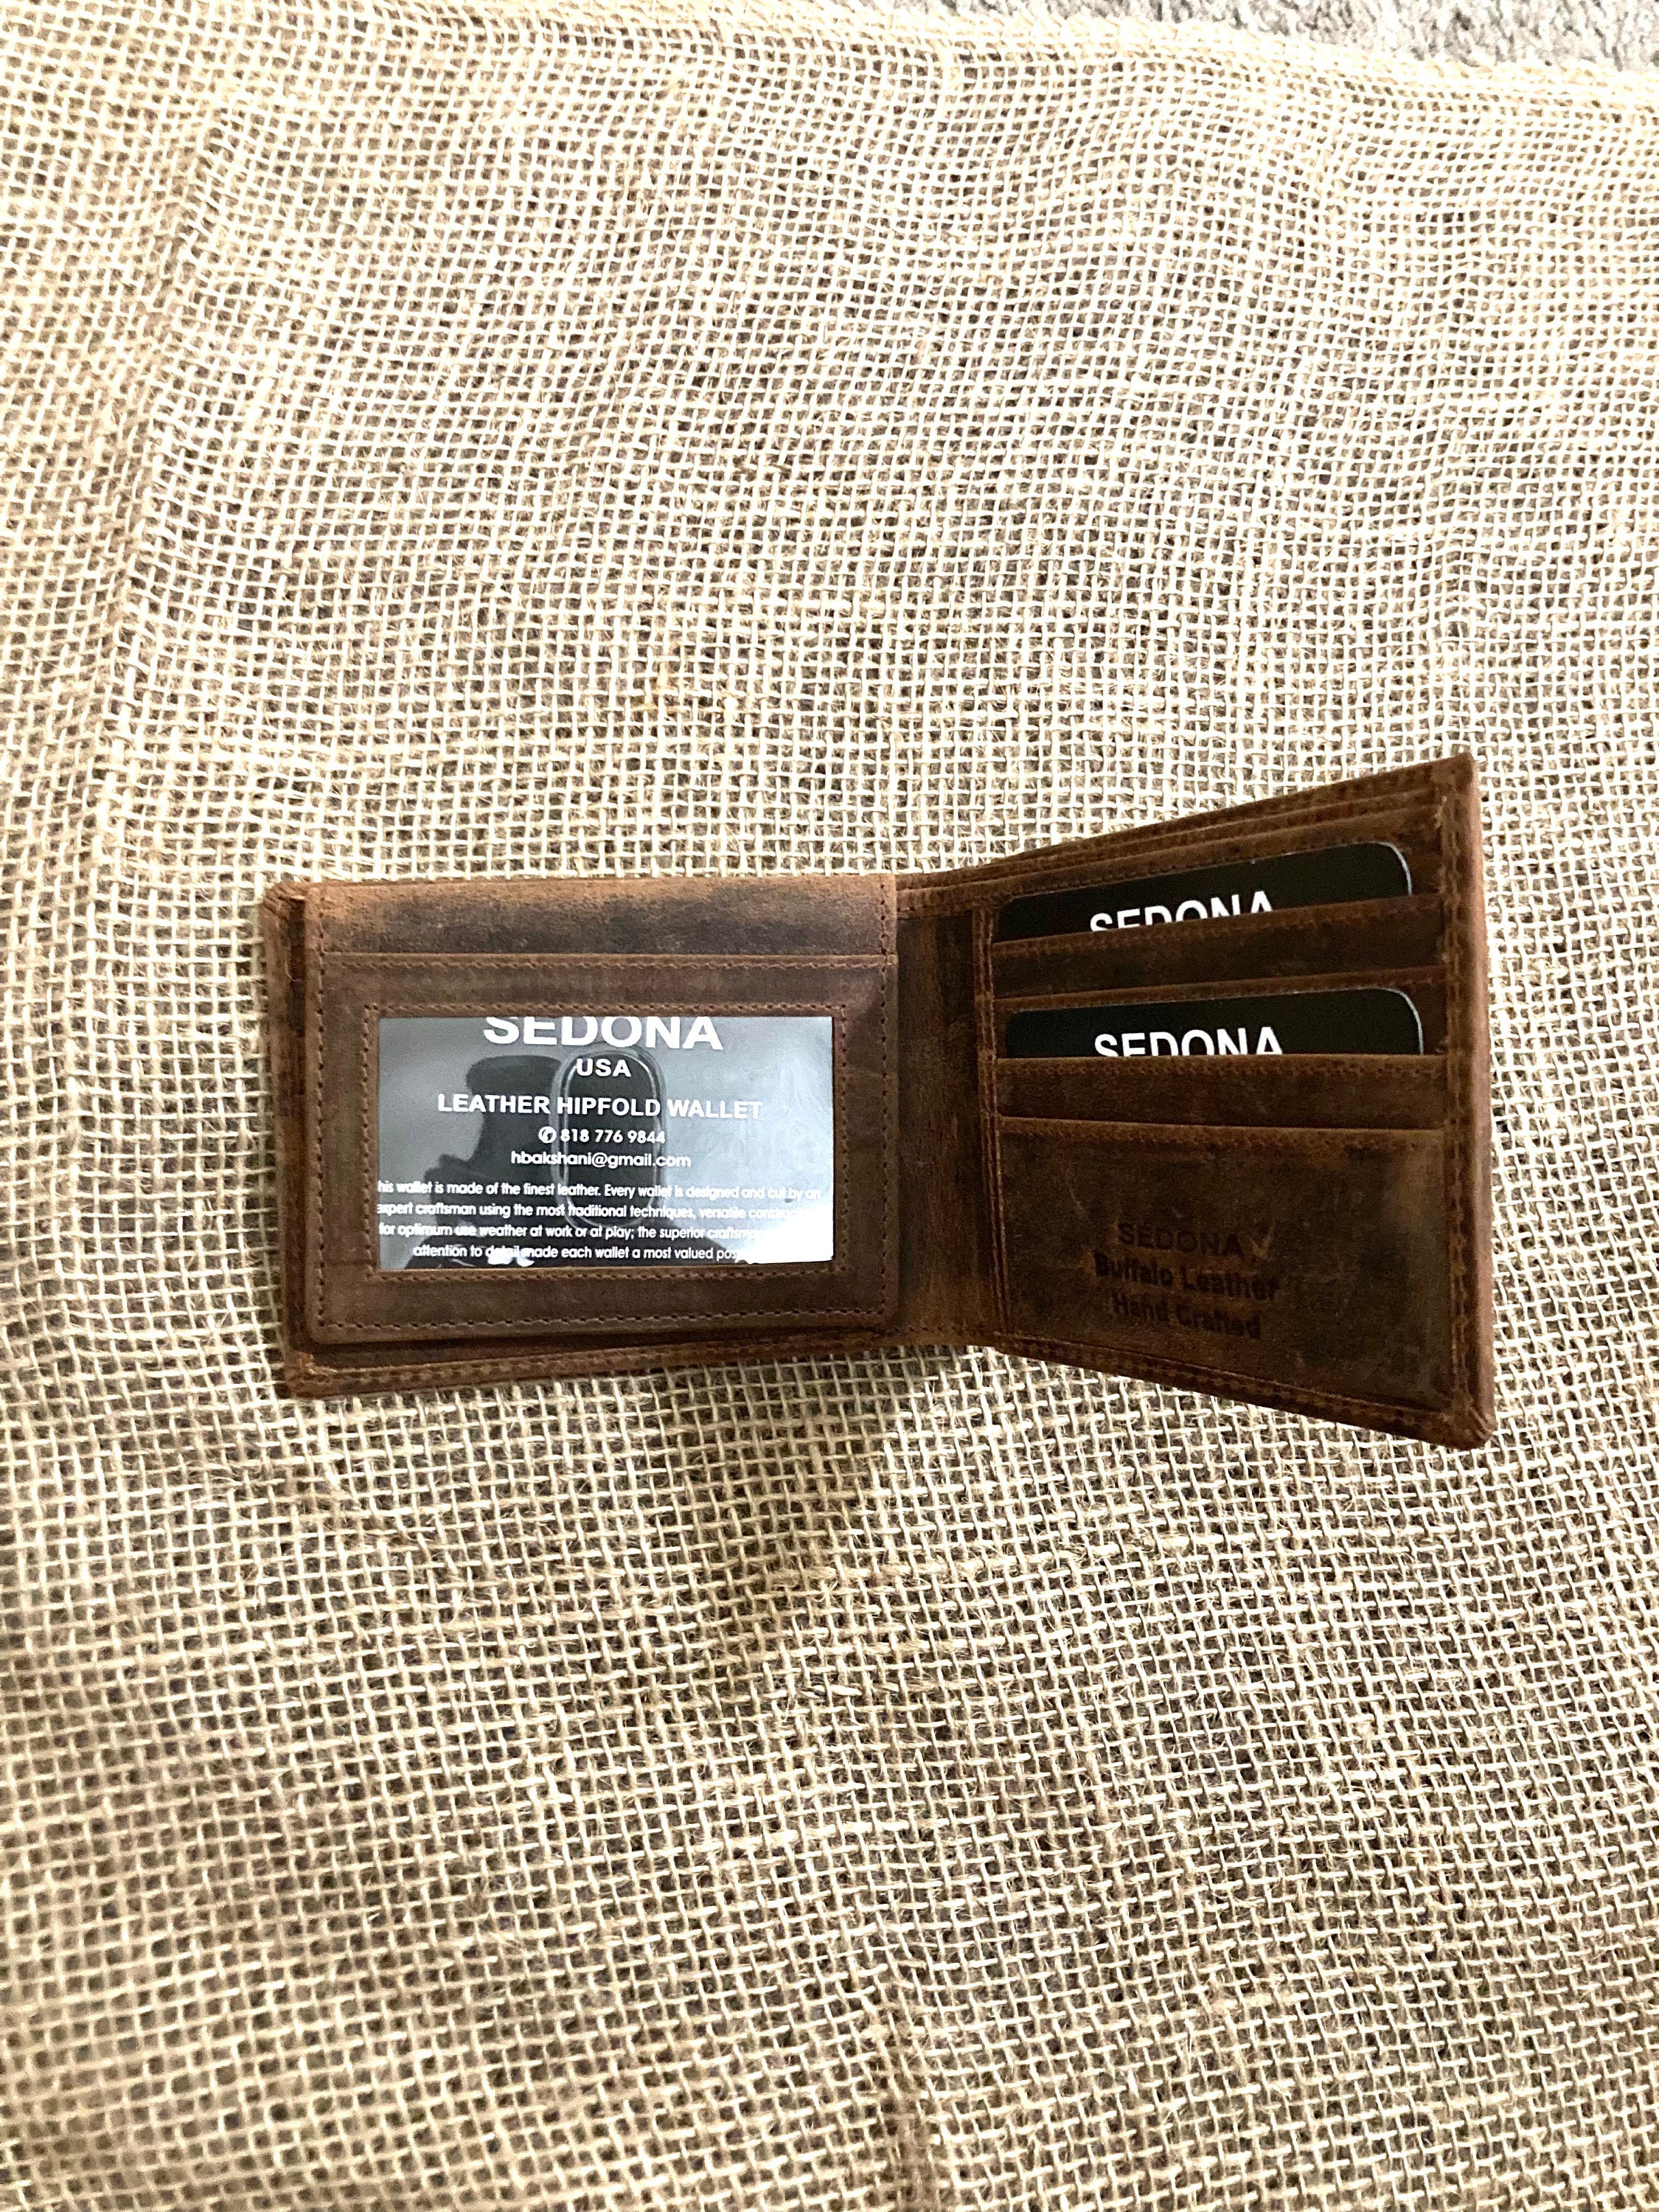 SEDONA
USA
LEATHER HIPFOLD WALLET
✆ 818 776 9844
hbakshani@gmail.com
his wallet is made of the finest leather. Every wallet is designed and cut by an
expert craftsman using the most traditional techniques, versatile
for optimum use weather at work or at play; the superior
attention to detail made each wallet a most valued
SEDONA
SEDONA
SEDONA
Buffalo Leather
Hand Crafted